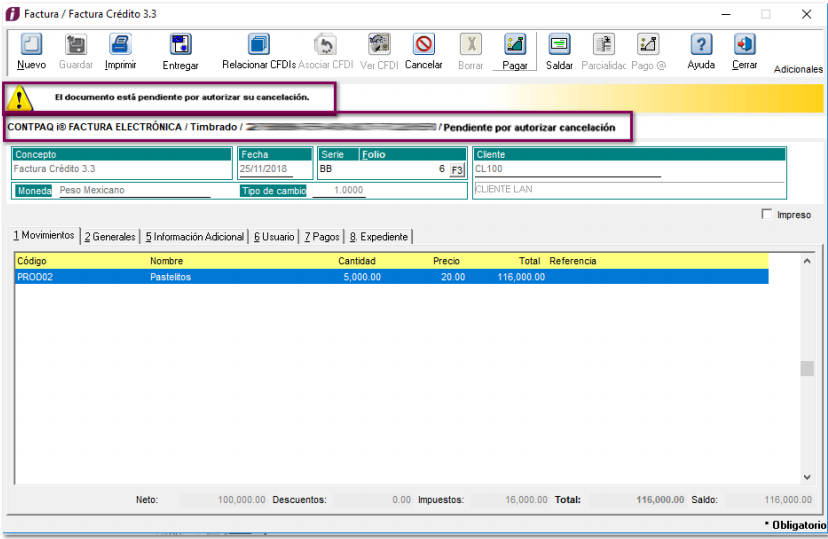 Factura / Factura Crédito 3.3
Nuevo Guardar Imprimir Entregar Relacionar CFDIs Asociar CFDI Ver CFDI Cancelar Borrar Pagar Saldar Parcialidac Pago @ Ayuda Cerrar Adicionales
El documento está pendiente por autorizar su cancelación.
CONTPAQ i® FACTURA ELECTRÓNICA / Timbrado / / Pendiente por autorizar cancelación
Concepto Fecha Serie Folio Cliente
Factura Crédito 3.3 25/11/2018 BB 6 F3 CL100
Moneda Peso Mexicano Tipo de cambio 1.0000 CLIENTE LAN
Impreso
1 Movimientos 2 Generales 5 Información Adicional 6 Usuario 7 Pagos 8. Expediente
Código Nombre Cantidad Precio Total Referencia
PROD02 Pastelitos 5,000.00 20.00 116,000.00
Neto: 100,000.00 Descuentos: 0.00 Impuestos: 16,000.00 Total: 116,000.00 Saldo: 116,000.00
* Obligatorio